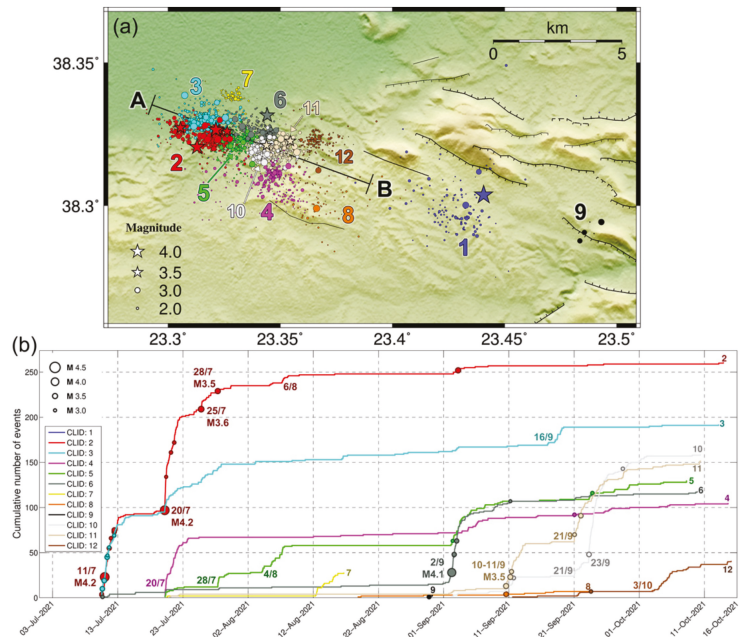 (a)
km
0
5
38.35°
38.3°
A
3
7
6
11
2
12
5
B
10
4
8
1
9
Magnitude
4.0
3.5
3.0
2.0
23.3°
23.35°
23.4°
23.45°
23.5°
(b)
Cumulative number of events
250
200
150
100
50
0
M 4.5
M 4.0
M 3.5
M 3.0
CLID: 1
CLID: 2
CLID: 3
CLID: 4
CLID: 5
CLID: 6
CLID: 7
CLID: 8
CLID: 9
CLID: 10
CLID: 11
CLID: 12
28/7
M3.5
6/8
2
25/7
M3.6
16/9
3
20/7
M4.2
10
11
5
6
4
11/7
M4.2
20/7
28/7
4/8
7
2/9
M4.1
9
10-11/9
M3.5
21/9
21/9
23/9
8
3/10
12
03-Jul-2021
13-Jul-2021
23-Jul-2021
02-Aug-2021
12-Aug-2021
22-Aug-2021
01-Sep-2021
11-Sep-2021
21-Sep-2021
01-Oct-2021
11-Oct-2021
16-Oct-2021